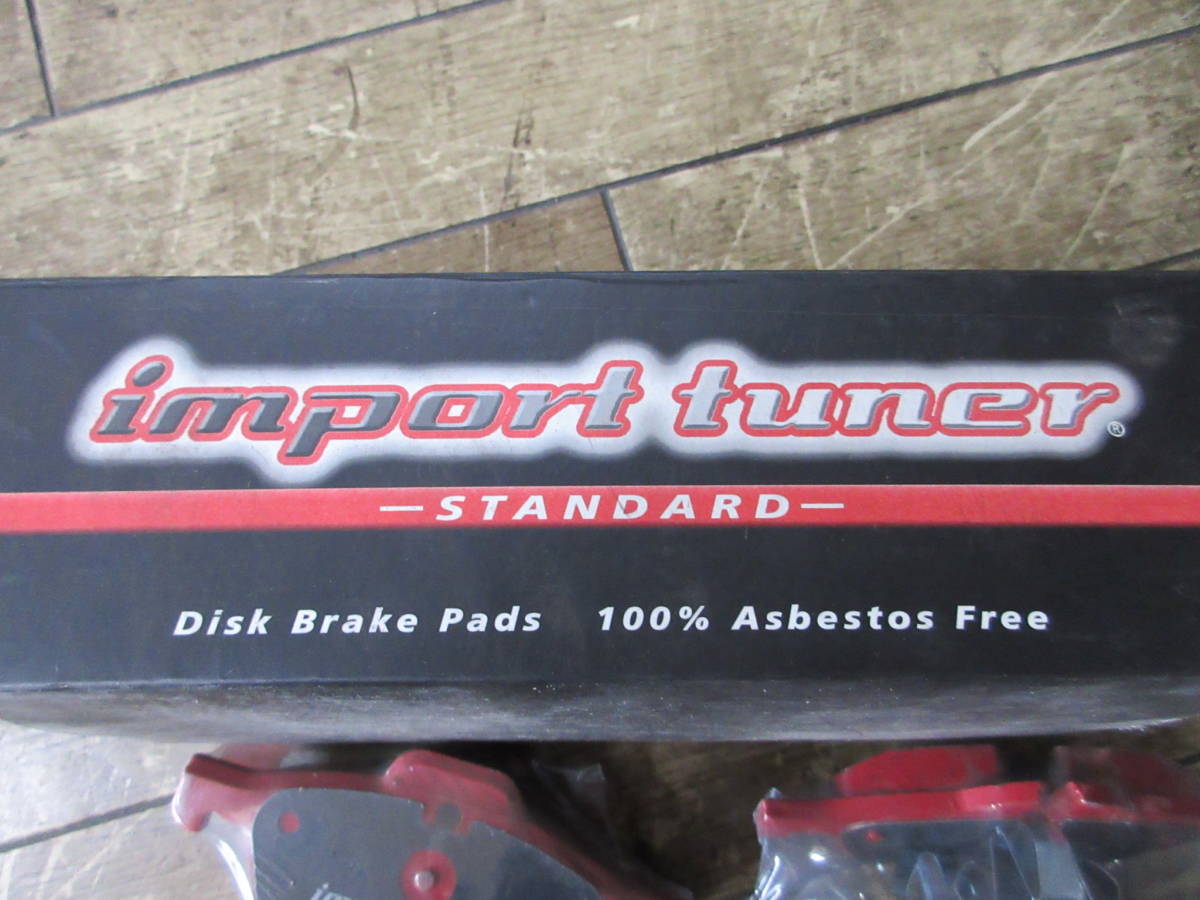 import tuner®
—STANDARD—
Disk Brake Pads 100% Asbestos Free